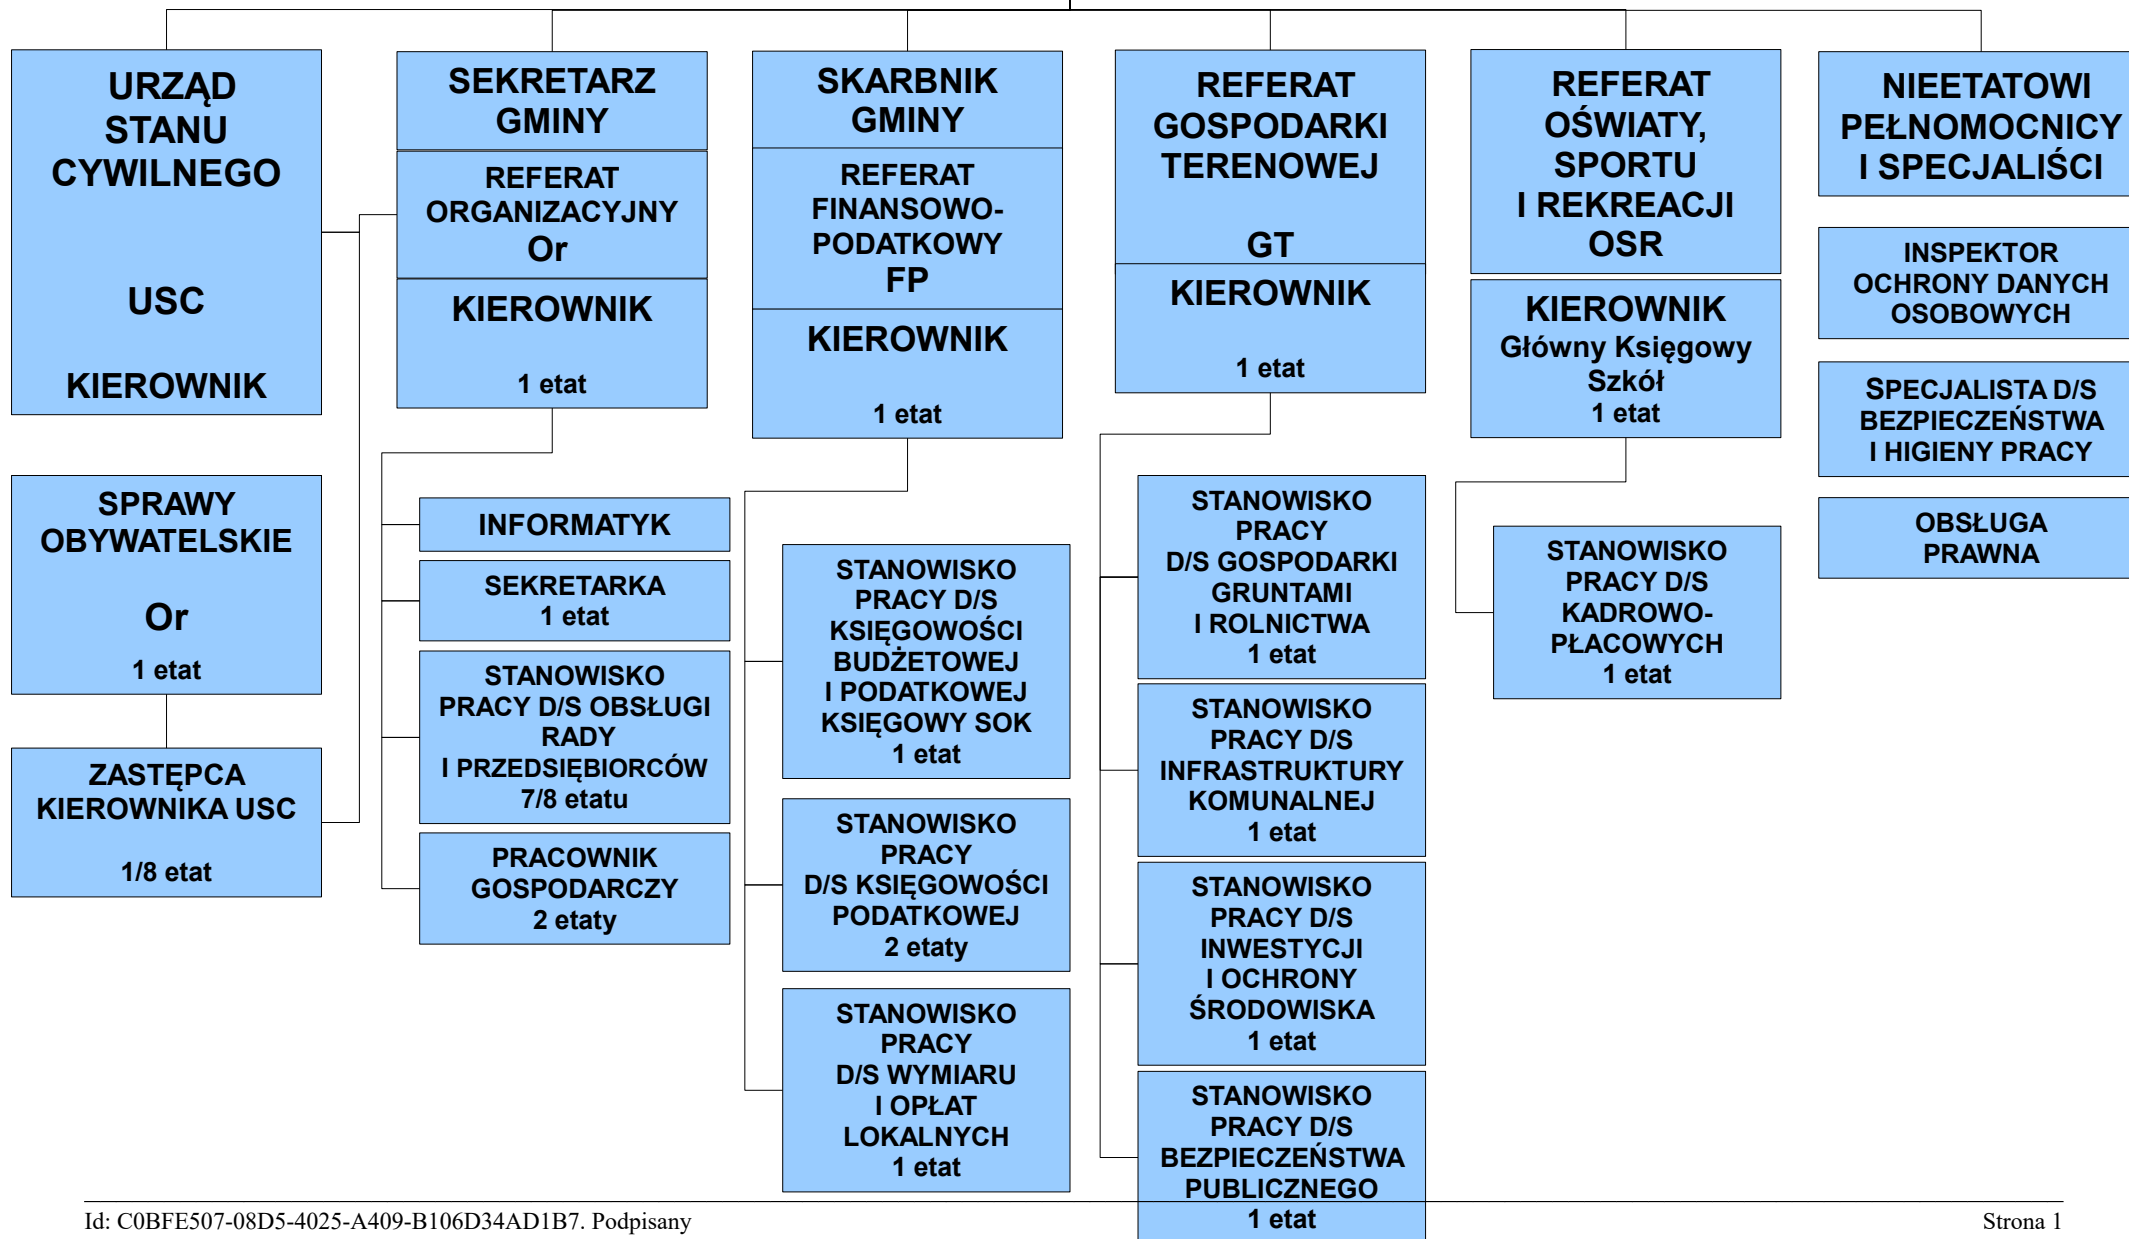 URZĄD
STANU
CYWILNEGO
USC
KIEROWNIK
SPRAWY
OBYWATELSKIE
Or
1 etat
ZASTĘPCA
KIEROWNIKA USC
1/8 etat
SEKRETARZ
GMINY
REFERAT
ORGANIZACYJNY
Or
KIEROWNIK
1 etat
INFORMATYK
SEKRETARKA
1 etat
STANOWISKO
PRACY D/S OBSŁUGI
RADY
I PRZEDSIĘBIORCÓW
7/8 etatu
PRACOWNIK
GOSPODARCZY
2 etaty
SKARBNIK
GMINY
REFERAT
FINANSOWO-
PODATKOWY
FP
KIEROWNIK
1 etat
STANOWISKO
PRACY D/S
KSIĘGOWOŚCI
BUDŻETOWEJ
I PODATKOWEJ
KSIĘGOWY SOK
1 etat
STANOWISKO
PRACY
D/S KSIĘGOWOŚCI
PODATKOWEJ
2 etaty
STANOWISKO
PRACY
D/S WYMIARU
I OPŁAT
LOKALNYCH
1 etat
REFERAT
GOSPODARKI
TERENOWEJ
GT
KIEROWNIK
1 etat
STANOWISKO
PRACY
D/S GOSPODARKI
GRUNTAMI
I ROLNICTWA
1 etat
STANOWISKO
PRACY D/S
INFRASTRUKTURY
KOMUNALNEJ
1 etat
STANOWISKO
PRACY D/S
INWESTYCJI
I OCHRONY
ŚRODOWISKA
1 etat
STANOWISKO
PRACY D/S
BEZPIECZEŃSTWA
PUBLICZNEGO
1 etat
REFERAT
OŚWIATY,
SPORTU
I REKREACJI
OSR
KIEROWNIK
Główny Księgowy
Szkół
1 etat
STANOWISKO
PRACY D/S
KADROWO-
PŁACOWYCH
1 etat
NIEETATOWI
PEŁNOMOCNICY
I SPECJALIŚCI
INSPEKTOR
OCHRONY DANYCH
OSOBOWYCH
SPECJALISTA D/S
BEZPIECZEŃSTWA
I HIGIENY PRACY
OBSŁUGA
PRAWNA
Id: C0BFE507-08D5-4025-A409-B106D34AD1B7. Podpisany
Strona 1